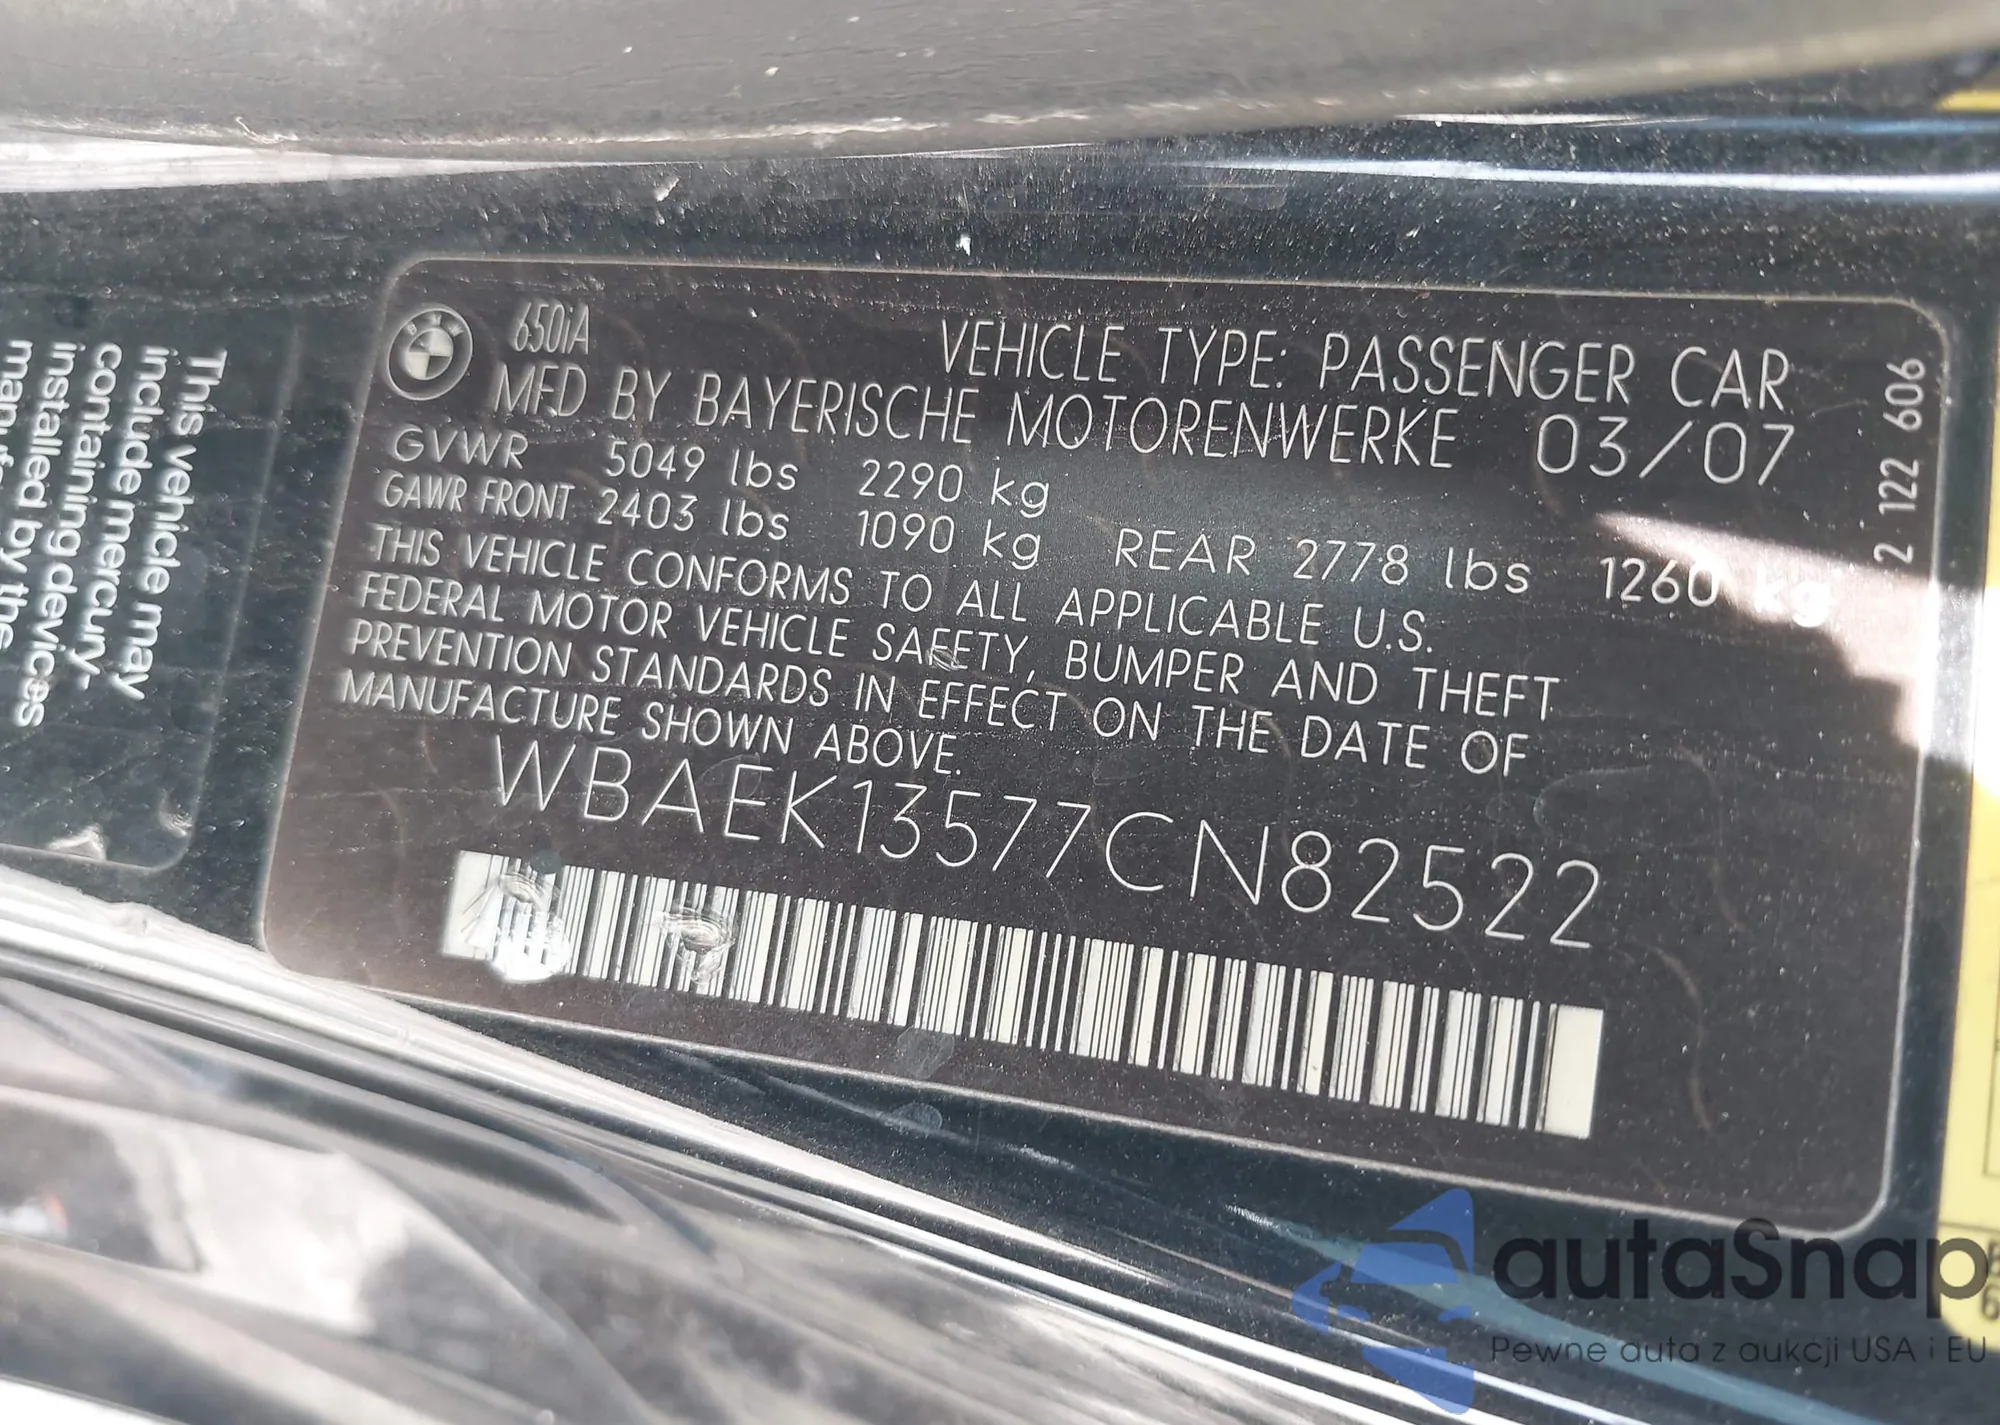 BMW
650iA
VEHICLE TYPE: PASSENGER CAR
MFD BY BAYERISCHE MOTORENWERKE 03/07
GVWR 5049 lbs 2290 kg
GAWR FRONT 2403 lbs 1090 kg REAR 2778 lbs 1260 kg
THIS VEHICLE CONFORMS TO ALL APPLICABLE U.S.
FEDERAL MOTOR VEHICLE SAFETY, BUMPER AND THEFT
PREVENTION STANDARDS IN EFFECT ON THE DATE OF
MANUFACTURE SHOWN ABOVE.
WBAEK13577CN82522
2 122 606
This vehicle may
include mercury-
containing devices
installed by the
autaSnap
Pewne auta z aukcji USA i EU